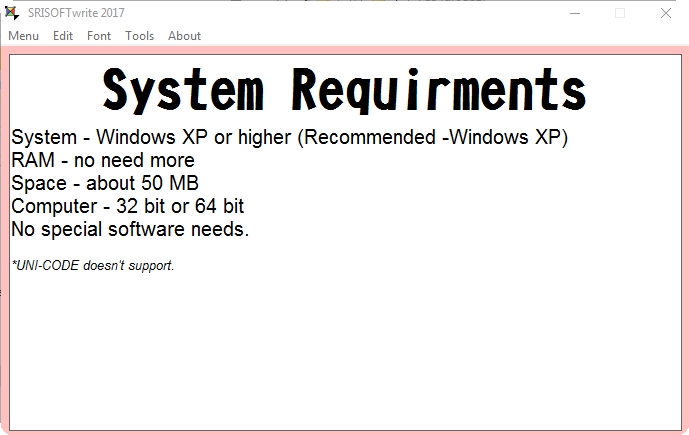 SRISOFTwrite 2017
Menu Edit Font Tools About
System Requirments
System - Windows XP or higher (Recommended -Windows XP)
RAM - no need more
Space - about 50 MB
Computer - 32 bit or 64 bit
No special software needs.
*UNI-CODE doesn't support.